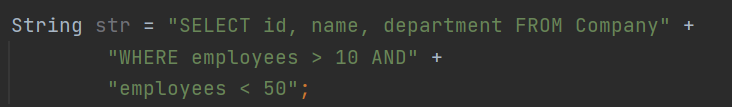 String str = "SELECT id, name, department FROM Company" +
"WHERE employees > 10 AND" +
"employees < 50";